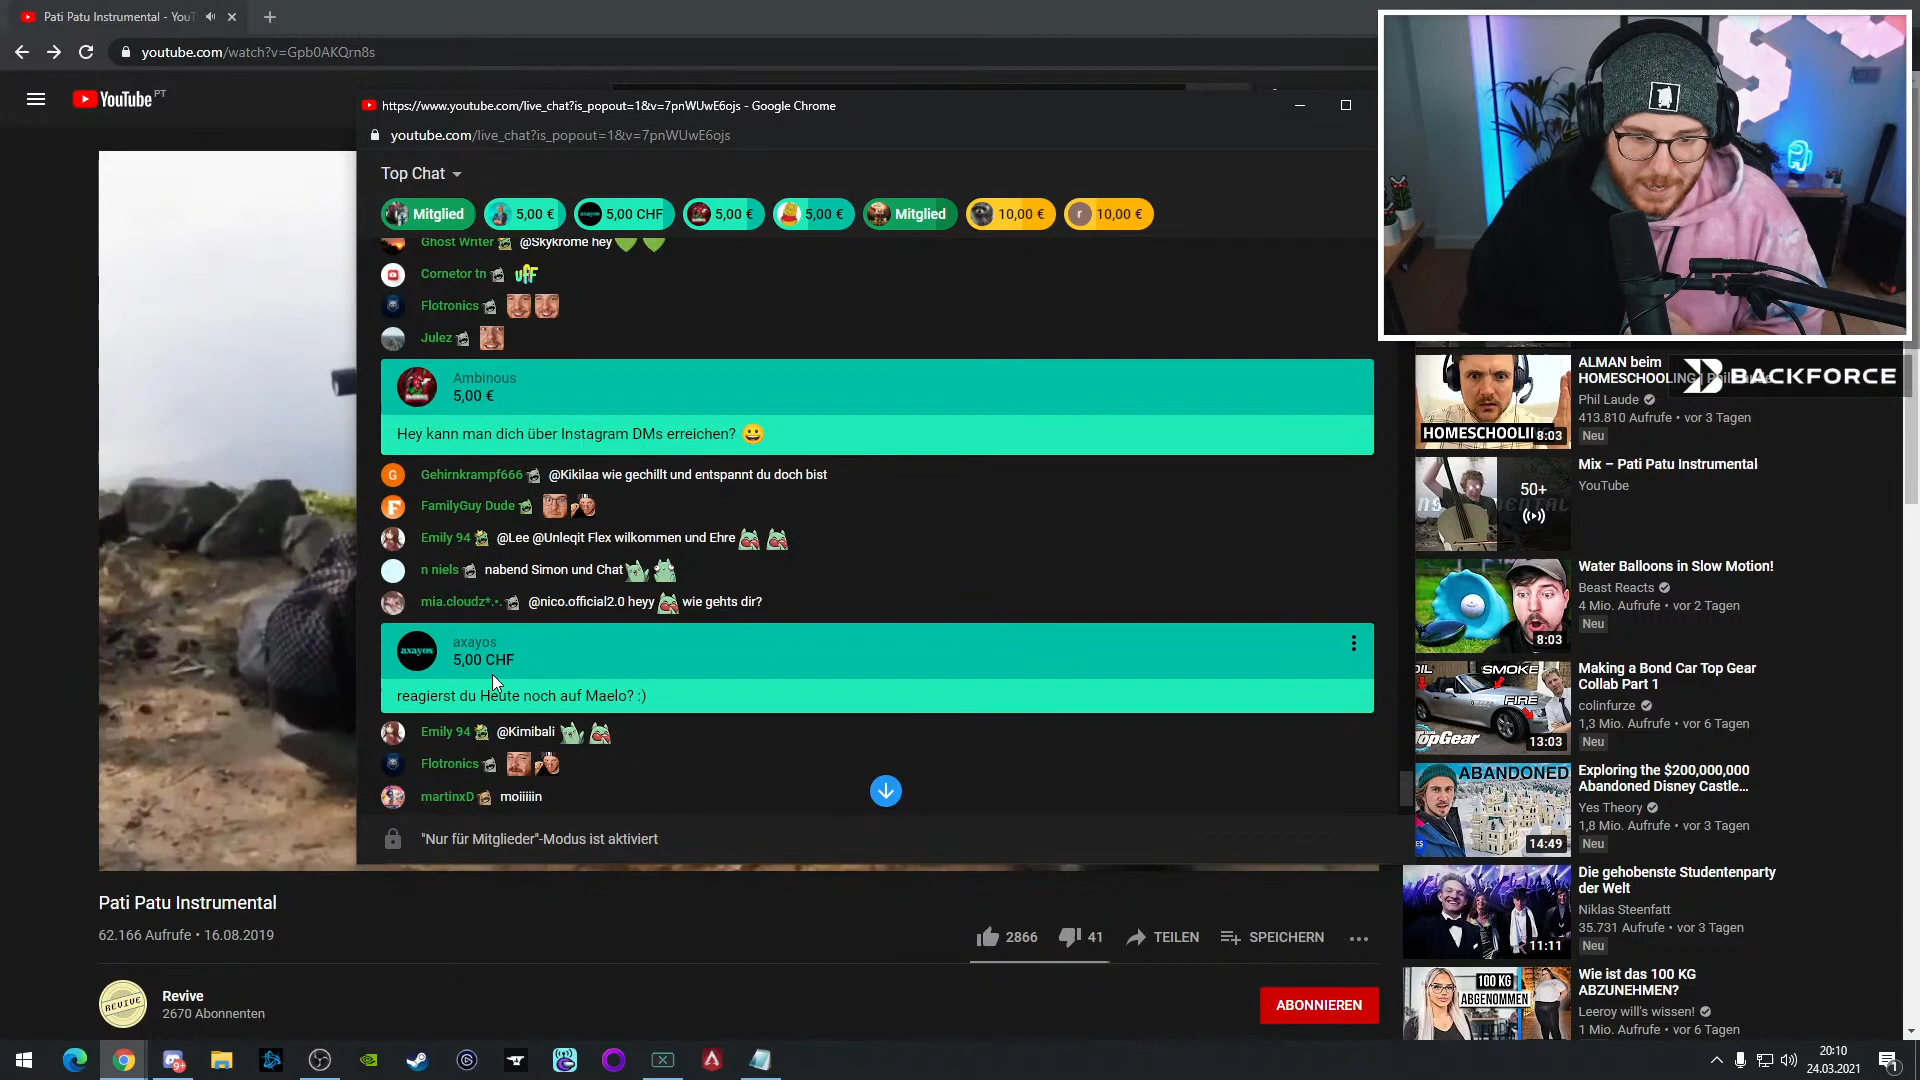 Pati Patu Instrumental - YouT
youtube.com/watch?v=Gpb0AKQrn8s
YouTube PT
https://www.youtube.com/live_chat?is_popout=1&v=7pnWUwE6ojs - Google Chrome
youtube.com/live_chat?is_popout=1&v=7pnWUwE6ojs
Top Chat
Mitglied 5,00 € axayos 5,00 CHF 5,00 € 5,00 € Mitglied 10,00 € r 10,00 €
Ghost Writer @Skykrome hey
Cornetor tn uff
Flotronics
Julez
Ambinous
5,00 €
Hey kann man dich über Instagram DMs erreichen?
G Gehirnkrampf666 @Kikilaa wie gechillt und entspannt du doch bist
F FamilyGuy Dude
Emily 94 @Lee @Unleqit Flex wilkommen und Ehre
n niels nabend Simon und Chat
mia.cloudz*.•. @nico.official2.0 heyy wie gehts dir?
axayos
axayos
5,00 CHF
reagierst du Heute noch auf Maelo? :)
Emily 94 @Kimibali
Flotronics
martinxD moiiiiin
"Nur für Mitglieder"-Modus ist aktiviert
Pati Patu Instrumental
62.166 Aufrufe • 16.08.2019
2866 41 TEILEN SPEICHERN
REVIVE
Revive
2670 Abonnenten
ABONNIEREN
BACKFORCE
ALMAN beim
HOMESCHOOLING
Phil Laude
413.810 Aufrufe • vor 3 Tagen
Neu
HOMESCHOOLI 8:03
Mix – Pati Patu Instrumental
YouTube
50+
Water Balloons in Slow Motion!
Beast Reacts
4 Mio. Aufrufe • vor 2 Tagen
Neu
8:03
Making a Bond Car Top Gear
Collab Part 1
colinfurze
1,3 Mio. Aufrufe • vor 6 Tagen
Neu
OIL SMOKE
FIRE
TopGear 13:03
Exploring the $200,000,000
Abandoned Disney Castle…
Yes Theory
1,8 Mio. Aufrufe • vor 3 Tagen
Neu
ABANDONED
14:49
Die gehobenste Studentenparty
der Welt
Niklas Steenfatt
35.731 Aufrufe • vor 3 Tagen
Neu
11:11
Wie ist das 100 KG
ABZUNEHMEN?
Leeroy will's wissen!
1 Mio. Aufrufe • vor 6 Tagen
100 KG
ABGENOMMEN
9+
20:10
24.03.2021
1